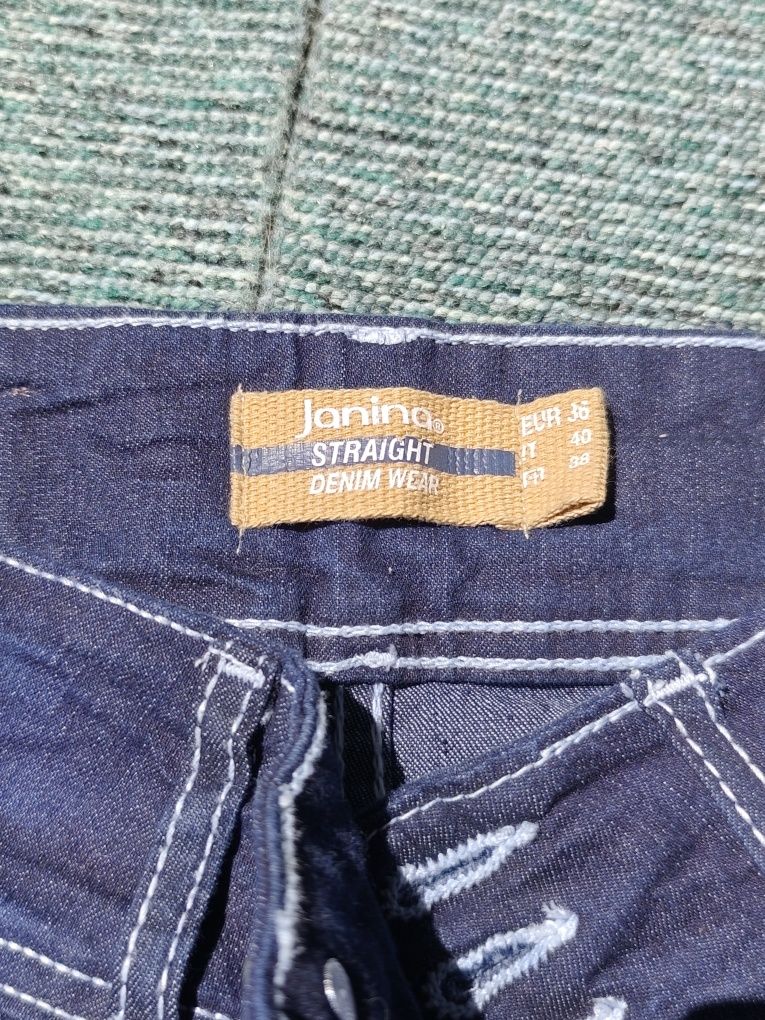 Janina®
STRAIGHT
DENIM WEAR
EUR 36
IT 40
FR 38